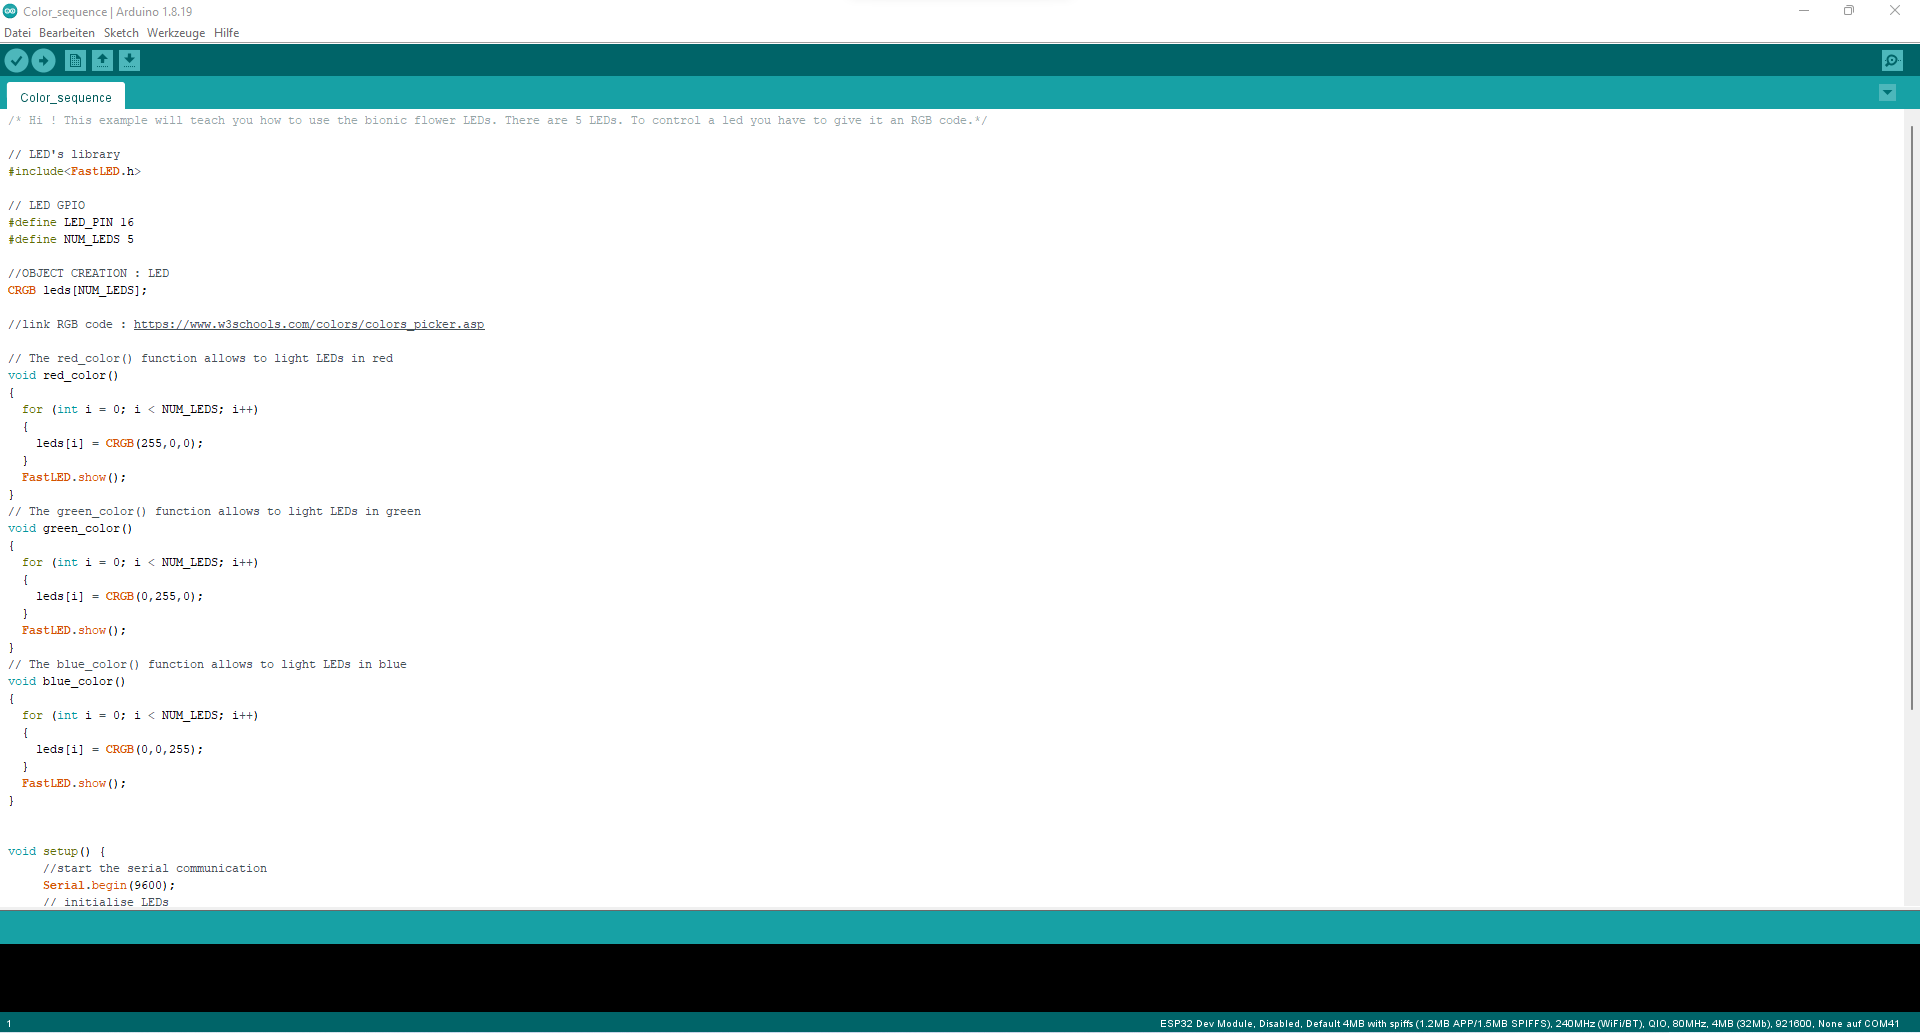 Color_sequence | Arduino 1.8.19
Datei Bearbeiten Sketch Werkzeuge Hilfe
Color_sequence
/* Hi ! This example will teach you how to use the bionic flower LEDs. There are 5 LEDs. To control a led you have to give it an RGB code.*/
// LED's library
#include<FastLED.h>
// LED GPIO
#define LED_PIN 16
#define NUM_LEDS 5
//OBJECT CREATION : LED
CRGB leds[NUM_LEDS];
//link RGB code : https://www.w3schools.com/colors/colors_picker.asp
// The red_color() function allows to light LEDs in red
void red_color()
{
for (int i = 0; i < NUM_LEDS; i++)
{
leds[i] = CRGB(255,0,0);
}
FastLED.show();
}
// The green_color() function allows to light LEDs in green
void green_color()
{
for (int i = 0; i < NUM_LEDS; i++)
{
leds[i] = CRGB(0,255,0);
}
FastLED.show();
}
// The blue_color() function allows to light LEDs in blue
void blue_color()
{
for (int i = 0; i < NUM_LEDS; i++)
{
leds[i] = CRGB(0,0,255);
}
FastLED.show();
}
void setup() {
//start the serial communication
Serial.begin(9600);
// initialise LEDs
1
ESP32 Dev Module, Disabled, Default 4MB with spiffs (1.2MB APP/1.5MB SPIFFS), 240MHz (WiFi/BT), QIO, 80MHz, 4MB (32Mb), 921600, None auf COM41